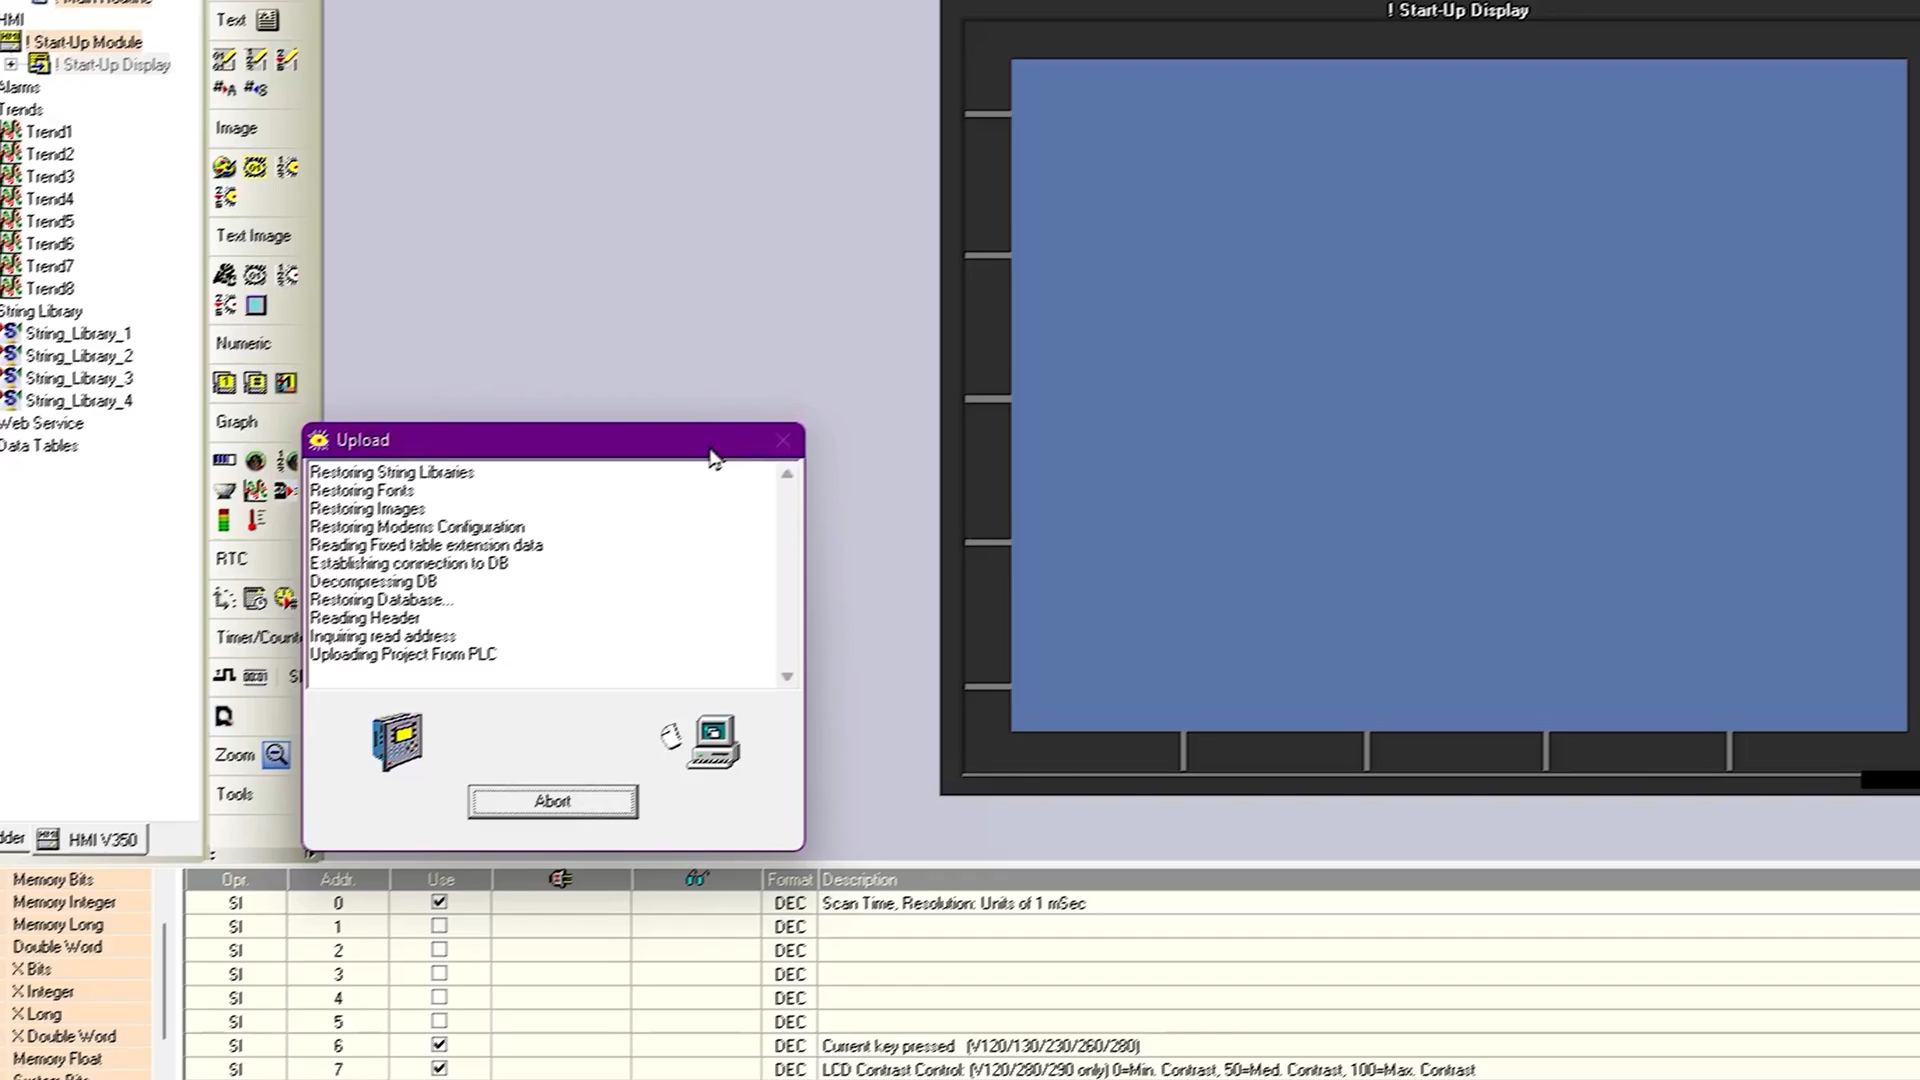 ! Main Routine
HMI
! Start-Up Module
! Start-Up Display
Alarms
Trends
Trend1
Trend2
Trend3
Trend4
Trend5
Trend6
Trend7
Trend8
String Library
String_Library_1
String_Library_2
String_Library_3
String_Library_4
Web Service
Data Tables
dder
HMI V350
Text
Image
Text Image
Numeric
Graph
RTC
Timer/Count
Zoom
Tools
! Start-Up Display
Upload
Restoring String Libraries
Restoring Fonts
Restoring Images
Restoring Modems Configuration
Reading Fixed table extension data
Establishing connection to DB
Decompressing DB
Restoring Database...
Reading Header
Inquiring read address
Uploading Project From PLC
Abort
Memory Bits
Memory Integer
Memory Long
Double Word
X Bits
X Integer
X Long
X Double Word
Memory Float
Opr. Addr. Use Format Description
SI 0 DEC Scan Time, Resolution: Units of 1 mSec
SI 1 DEC
SI 2 DEC
SI 3 DEC
SI 4 DEC
SI 5 DEC
SI 6 DEC Current key pressed (V120/130/230/260/280)
SI 7 DEC LCD Contrast Control: (V120/280/290 only) 0=Min. Contrast, 50=Med. Contrast, 100=Max. Contrast